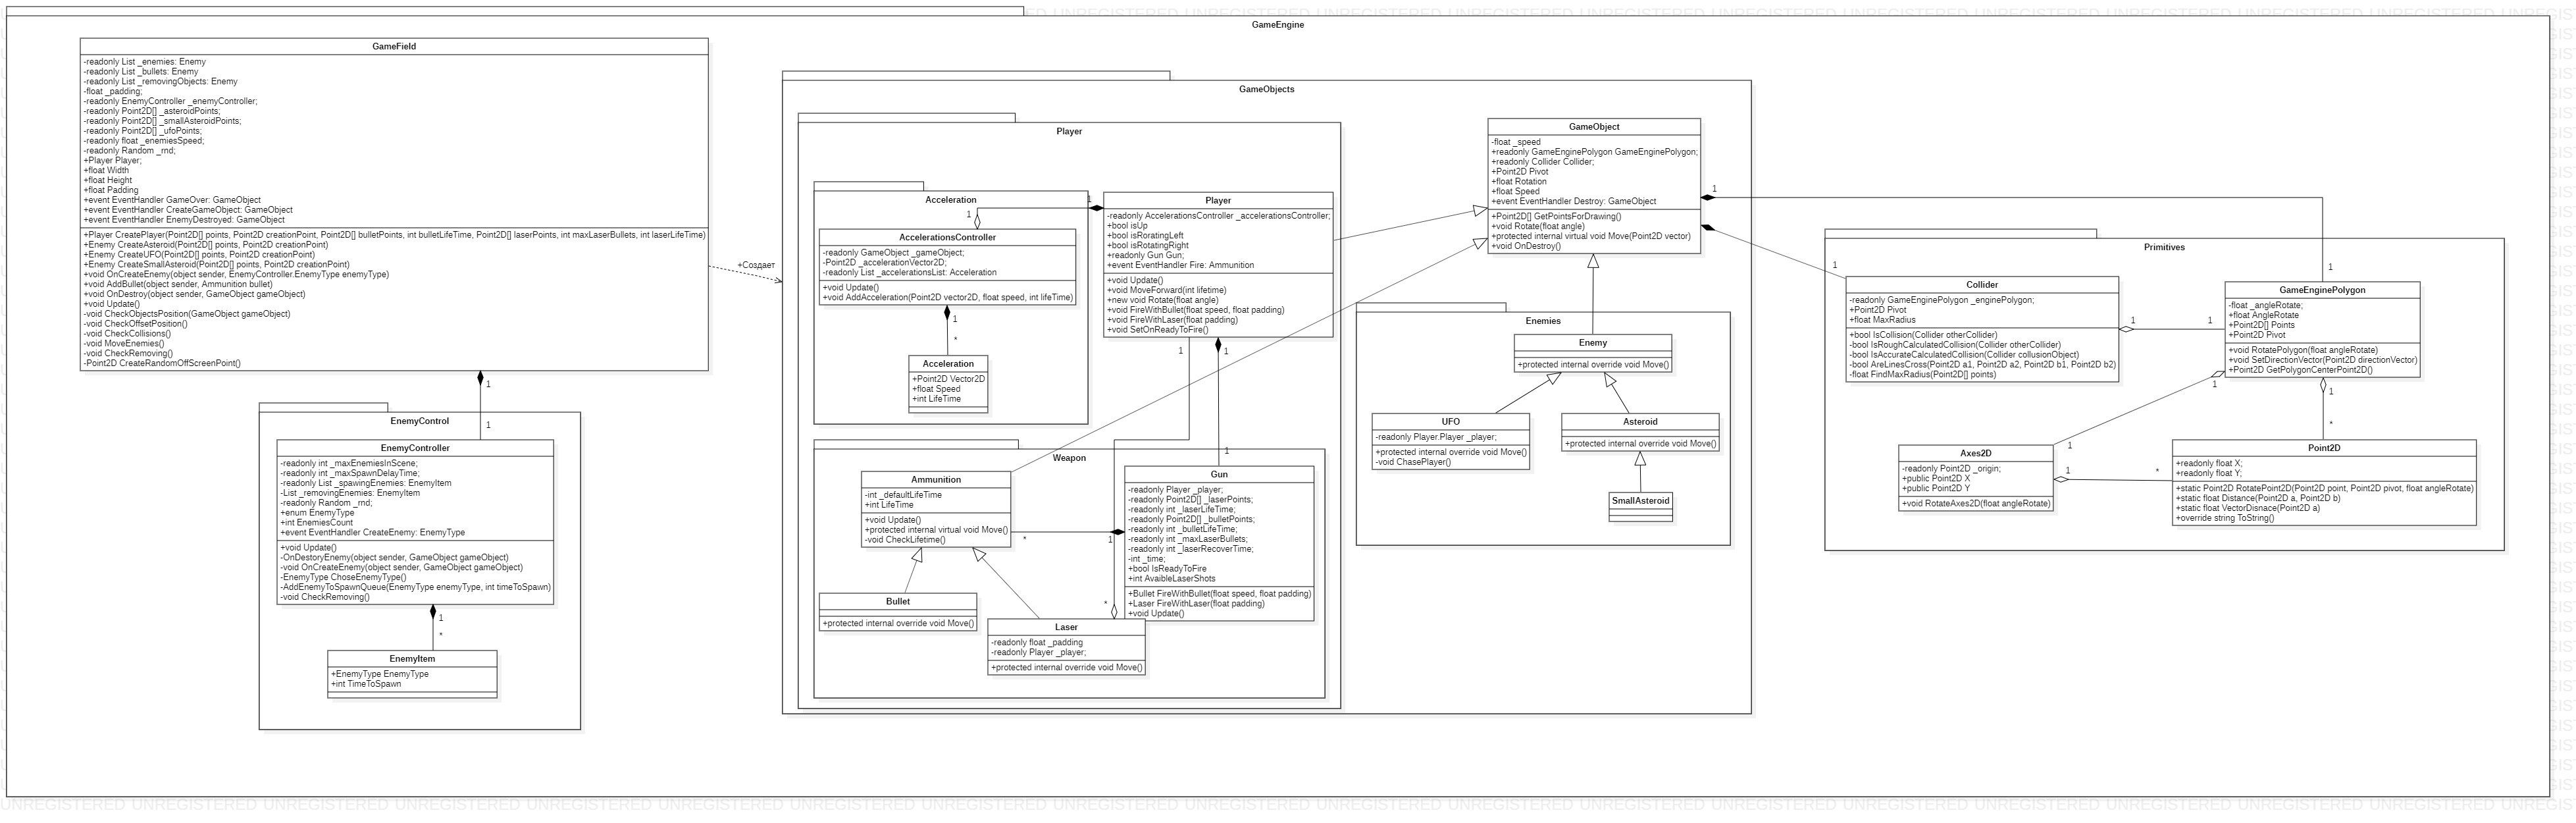 GameEngine
GameField
-readonly List _enemies: Enemy
-readonly List _bullets: Enemy
-readonly List _removingObjects: Enemy
-float _padding;
-readonly EnemyController _enemyController;
-readonly Point2D[] _asteroidPoints;
-readonly Point2D[] _smallAsteroidPoints;
-readonly Point2D[] _ufoPoints;
-readonly float _enemiesSpeed;
-readonly Random _rnd;
+Player Player;
+float Width
+float Height
+float Padding
+event EventHandler GameOver: GameObject
+event EventHandler CreateGameObject: GameObject
+event EventHandler EnemyDestroyed: GameObject
+Player CreatePlayer(Point2D[] points, Point2D creationPoint, Point2D[] bulletPoints, int bulletLifeTime, Point2D[] laserPoints, int maxLaserBullets, int laserLifeTime)
+Enemy CreateAsteroid(Point2D[] points, Point2D creationPoint)
+Enemy CreateUFO(Point2D[] points, Point2D creationPoint)
+Enemy CreateSmallAsteroid(Point2D[] points, Point2D creationPoint)
+void OnCreateEnemy(object sender, EnemyController.EnemyType enemyType)
+void AddBullet(object sender, Ammunition bullet)
+void OnDestroy(object sender, GameObject gameObject)
+void Update()
-void CheckObjectsPosition(GameObject gameObject)
-void CheckOffsetPosition()
-void CheckCollisions()
-void MoveEnemies()
-void CheckRemoving()
-Point2D CreateRandomOffScreenPoint()
+Создает
1
1
EnemyControl
EnemyController
-readonly int _maxEnemiesInScene;
-readonly int _maxSpawnDelayTime;
-readonly List _spawingEnemies: EnemyItem
-List _removingEnemies: EnemyItem
-readonly Random _rnd;
+enum EnemyType
+int EnemiesCount
+event EventHandler CreateEnemy: EnemyType
+void Update()
-OnDestoryEnemy(object sender, GameObject gameObject)
-void OnCreateEnemy(object sender, GameObject gameObject)
-EnemyType ChoseEnemyType()
-AddEnemyToSpawnQueue(EnemyType enemyType, int timeToSpawn)
-void CheckRemoving()
1
*
EnemyItem
+EnemyType EnemyType
+int TimeToSpawn
GameObjects
Player
Acceleration
1
1
AccelerationsController
-readonly GameObject _gameObject;
-Point2D _accelerationVector2D;
-readonly List _accelerationsList: Acceleration
+void Update()
+void AddAcceleration(Point2D vector2D, float speed, int lifeTime)
1
*
Acceleration
+Point2D Vector2D
+float Speed
+int LifeTime
Player
-readonly AccelerationsController _accelerationsController;
+bool isUp
+bool isRoratingLeft
+bool isRotatingRight
+readonly Gun Gun;
+event EventHandler Fire: Ammunition
+void Update()
+void MoveForward(int lifetime)
+new void Rotate(float angle)
+void FireWithBullet(float speed, float padding)
+void FireWithLaser(float padding)
+void SetOnReadyToFire()
1
1
1
Weapon
Ammunition
-int _defaultLifeTime
+int LifeTime
+void Update()
+protected internal virtual void Move()
-void CheckLifetime()
*
1
Gun
-readonly Player _player;
-readonly Point2D[] _laserPoints;
-readonly int _laserLifeTime;
-readonly Point2D[] _bulletPoints;
-readonly int _bulletLifeTime;
-readonly int _maxLaserBullets;
-readonly int _laserRecoverTime;
-int _time;
+bool IsReadyToFire
+int AvaibleLaserShots
+Bullet FireWithBullet(float speed, float padding)
+Laser FireWithLaser(float padding)
+void Update()
Bullet
+protected internal override void Move()
*
Laser
-readonly float _padding
-readonly Player _player;
+protected internal override void Move()
GameObject
-float _speed
+readonly GameEnginePolygon GameEnginePolygon;
+readonly Collider Collider;
+Point2D Pivot
+float Rotation
+float Speed
+event EventHandler Destroy: GameObject
+Point2D[] GetPointsForDrawing()
+void Rotate(float angle)
+protected internal virtual void Move(Point2D vector)
+void OnDestroy()
1
Enemies
Enemy
+protected internal override void Move()
UFO
-readonly Player.Player _player;
+protected internal override void Move()
-void ChasePlayer()
Asteroid
+protected internal override void Move()
SmallAsteroid
Primitives
1
1
Collider
-readonly GameEnginePolygon _enginePolygon;
+Point2D Pivot
+float MaxRadius
+bool IsCollision(Collider otherCollider)
-bool IsRoughCalculatedCollision(Collider otherCollider)
-bool IsAccurateCalculatedCollision(Collider collusionObject)
-bool AreLinesCross(Point2D a1, Point2D a2, Point2D b1, Point2D b2)
-float FindMaxRadius(Point2D[] points)
1
1
GameEnginePolygon
-float _angleRotate;
+float AngleRotate
+Point2D[] Points
+Point2D Pivot
+void RotatePolygon(float angleRotate)
+void SetDirectionVector(Point2D directionVector)
+Point2D GetPolygonCenterPoint2D()
1
1
*
1
Axes2D
-readonly Point2D _origin;
+public Point2D X
+public Point2D Y
+void RotateAxes2D(float angleRotate)
1
*
Point2D
+readonly float X;
+readonly float Y;
+static Point2D RotatePoint2D(Point2D point, Point2D pivot, float angleRotate)
+static float Distance(Point2D a, Point2D b)
+static float VectorDisnace(Point2D a)
+override string ToString()
UNREGISTERED UNREGISTERED UNREGISTERED UNREGISTERED UNREGISTERED UNREGISTERED UNREGISTERED UNREGISTERED UNREGISTERED UNREGISTERED UNREGISTERED UNREGISTERED UNREGISTERED UNREGISTERED UNREGISTERED UNREGISTERED UNREGISTERED UNREGISTERED UNREGISTERED